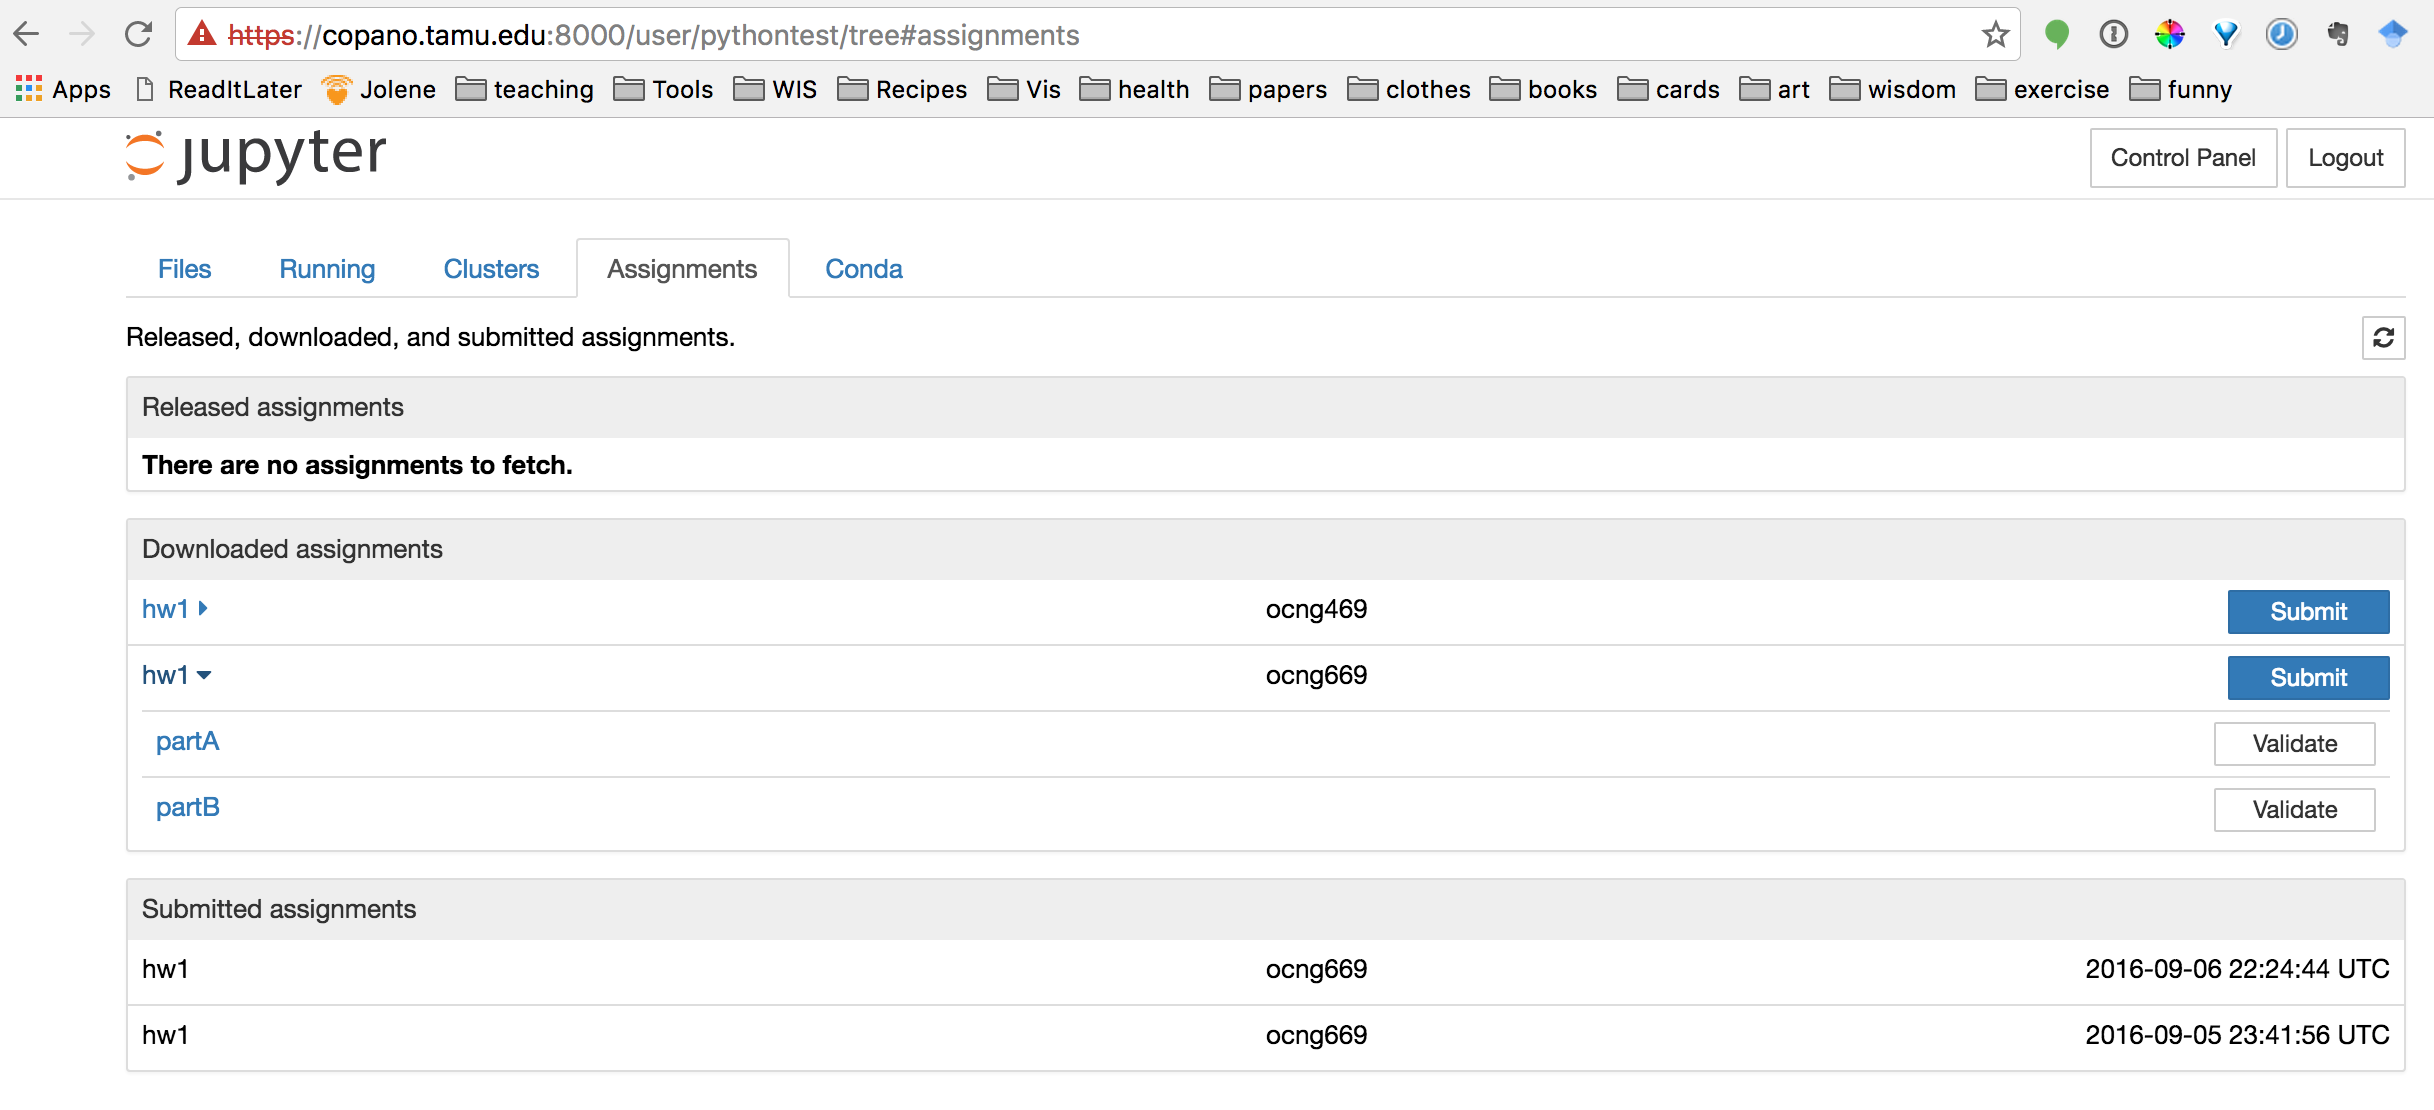 https://copano.tamu.edu:8000/user/pythontest/tree#assignments
Apps ReadItLater Jolene teaching Tools WIS Recipes Vis health papers clothes books cards art wisdom exercise funny
jupyter Control Panel Logout
Files Running Clusters Assignments Conda
Released, downloaded, and submitted assignments.
Released assignments
There are no assignments to fetch.
Downloaded assignments
hw1 ocng469 Submit
hw1 ocng669 Submit
partA Validate
partB Validate
Submitted assignments
hw1 ocng669 2016-09-06 22:24:44 UTC
hw1 ocng669 2016-09-05 23:41:56 UTC